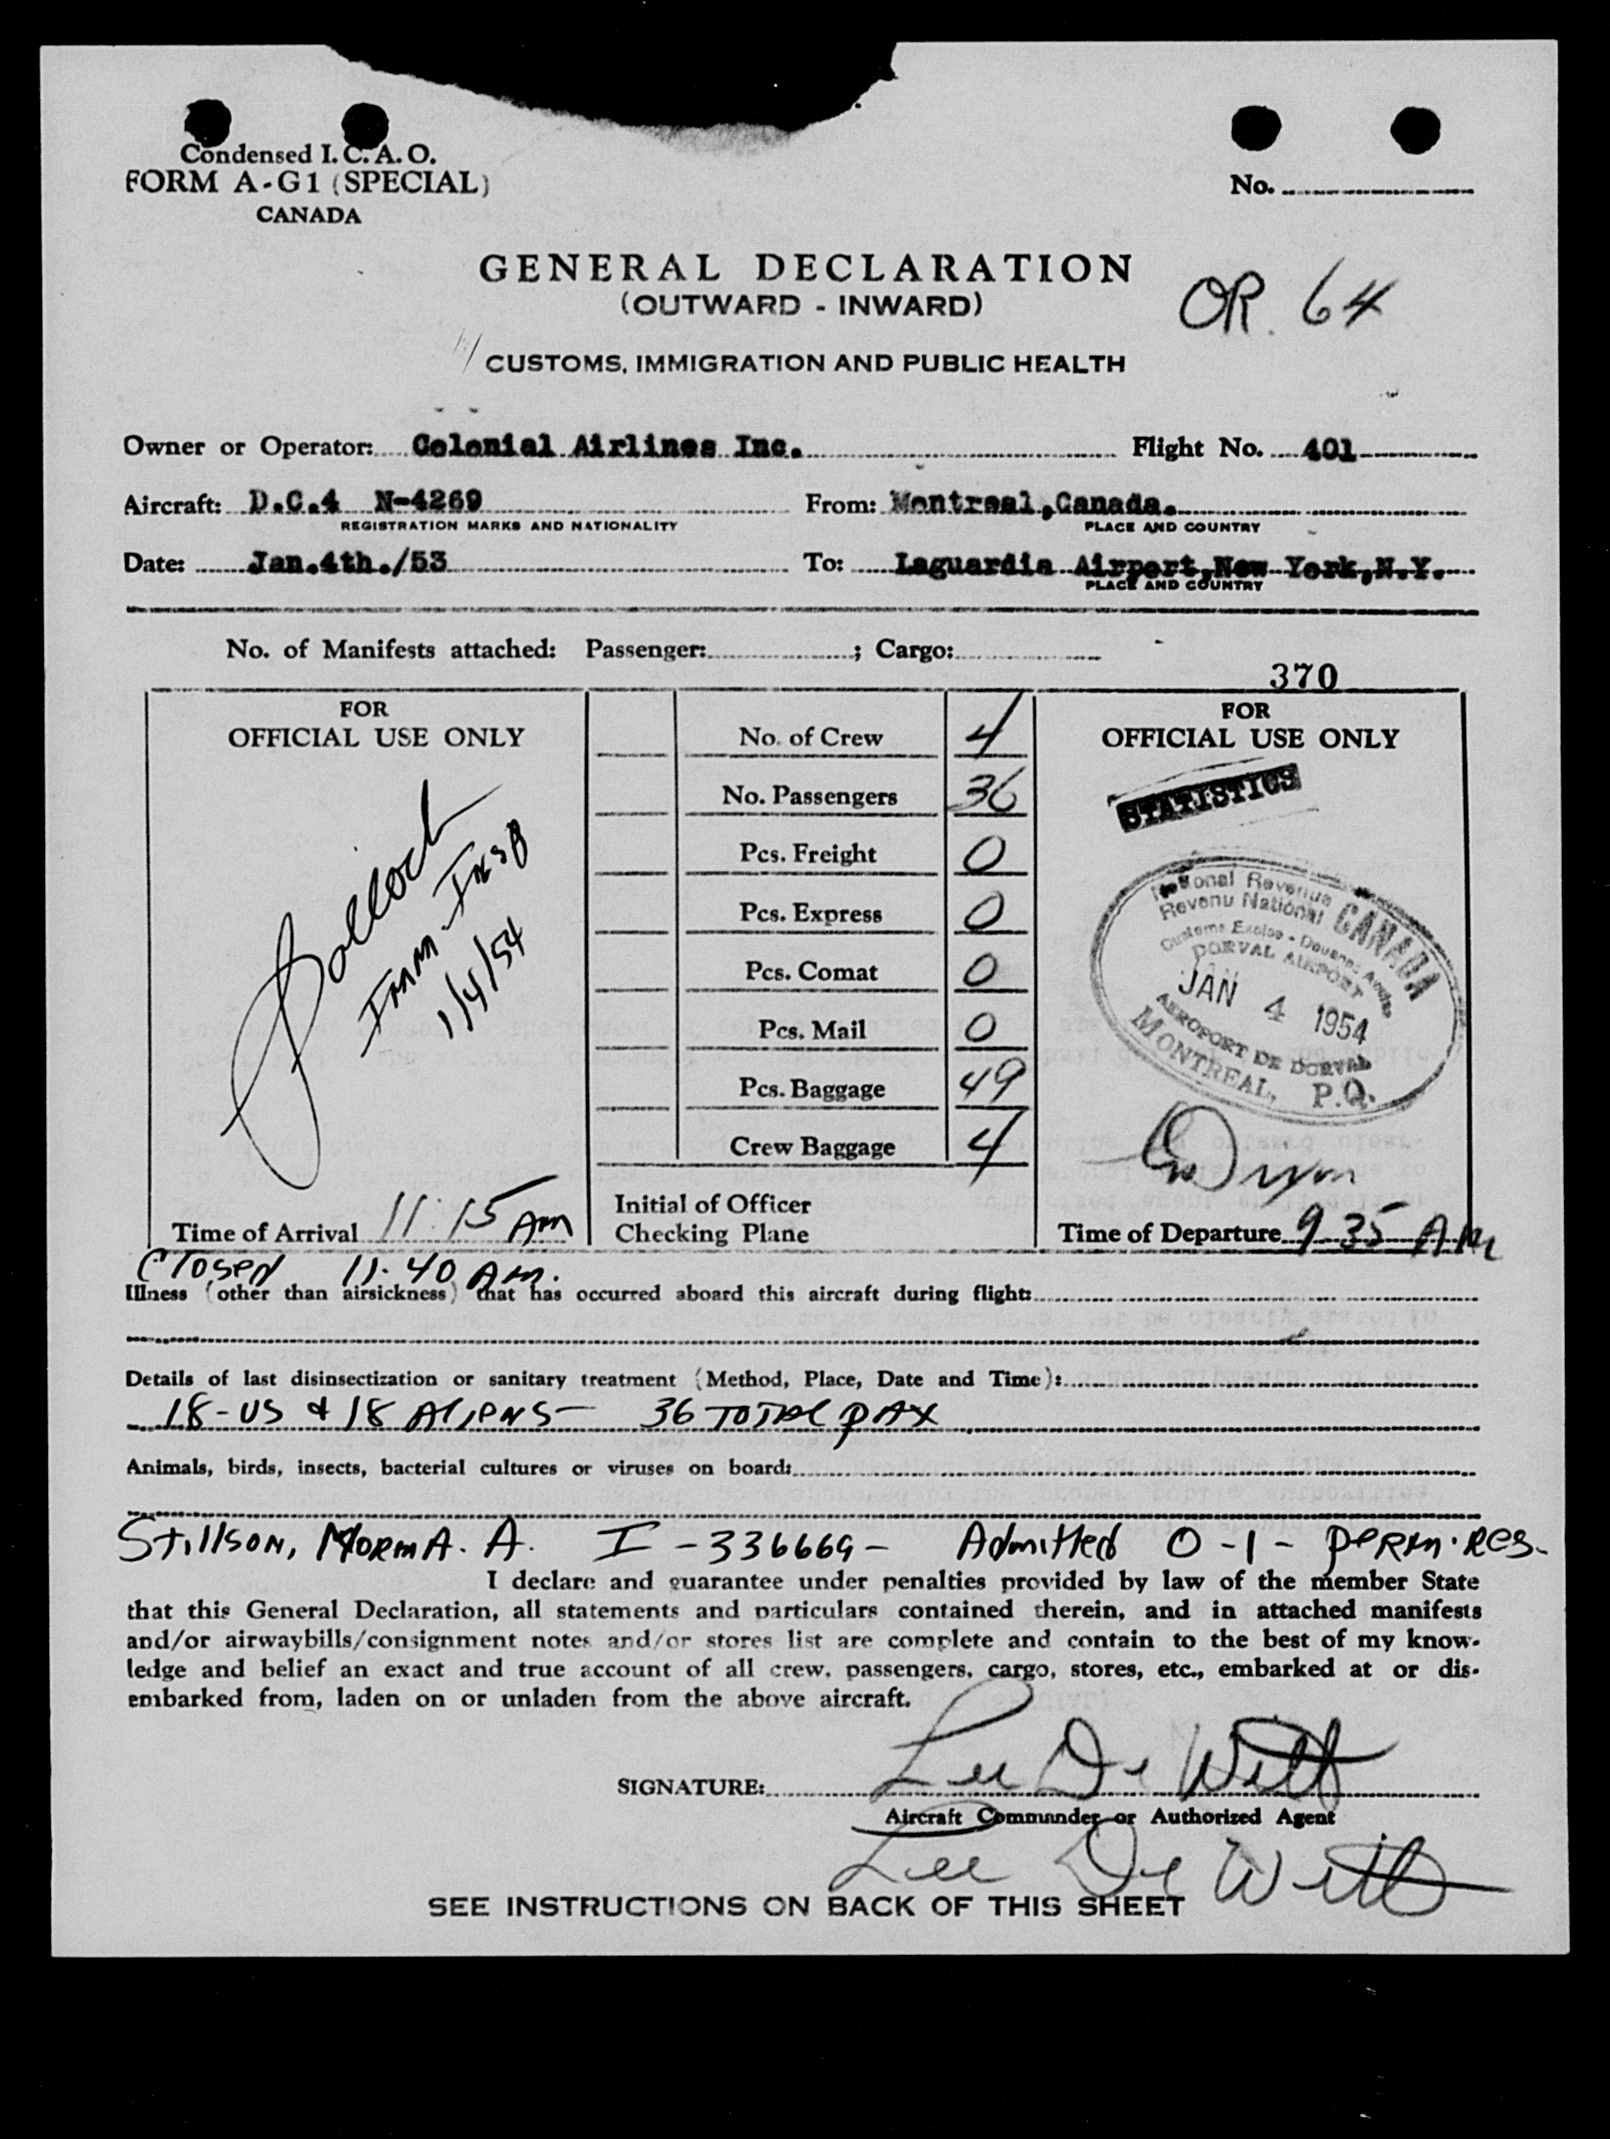 Condensed I.C.A.O.
FORM A-G1 (SPECIAL)
CANADA
No.
GENERAL DECLARATION
(OUTWARD - INWARD)
OR. 64
CUSTOMS, IMMIGRATION AND PUBLIC HEALTH
Owner or Operator: Colonial Airlines Inc. Flight No. 401
Aircraft: D.C.4 N-4269 From: Montreal, Canada.
REGISTRATION MARKS AND NATIONALITY PLACE AND COUNTRY
Date: Jan.4th./53 To: Laguardia Airport, New York, N.Y.
PLACE AND COUNTRY
No. of Manifests attached: Passenger: ; Cargo:
370
FOR
OFFICIAL USE ONLY
Imm. Insp
1/4/54
Time of Arrival 11:15 AM
No. of Crew 4
No. Passengers 36
Pcs. Freight 0
Pcs. Express 0
Pcs. Comat 0
Pcs. Mail 0
Pcs. Baggage 49
Crew Baggage 4
Initial of Officer
Checking Plane
FOR
OFFICIAL USE ONLY
STATISTICS
National Revenue
Revenu National
CANADA
Customs Excise - Douanes Accise
DORVAL AIRPORT
JAN 4 1954
AEROPORT DE DORVAL
MONTREAL, P.Q.
Time of Departure 9 35 AM
Closed 11:40 AM.
Illness (other than airsickness) that has occurred aboard this aircraft during flight:
Details of last disinsectization or sanitary treatment (Method, Place, Date and Time):
18-US & 18 Aliens- 36 TOTAL PAX
Animals, birds, insects, bacterial cultures or viruses on board:
Stillson, Norma. A. I-336669- Admitted 0-1- Perm. Res-
I declare and guarantee under penalties provided by law of the member State
that this General Declaration, all statements and particulars contained therein, and in attached manifests
and/or airwaybills/consignment notes and/or stores list are complete and contain to the best of my know-
ledge and belief an exact and true account of all crew, passengers, cargo, stores, etc., embarked at or dis-
embarked from, laden on or unladen from the above aircraft.
SIGNATURE: Lee De Witt
Aircraft Commander or Authorized Agent
Lee De Witt
SEE INSTRUCTIONS ON BACK OF THIS SHEET